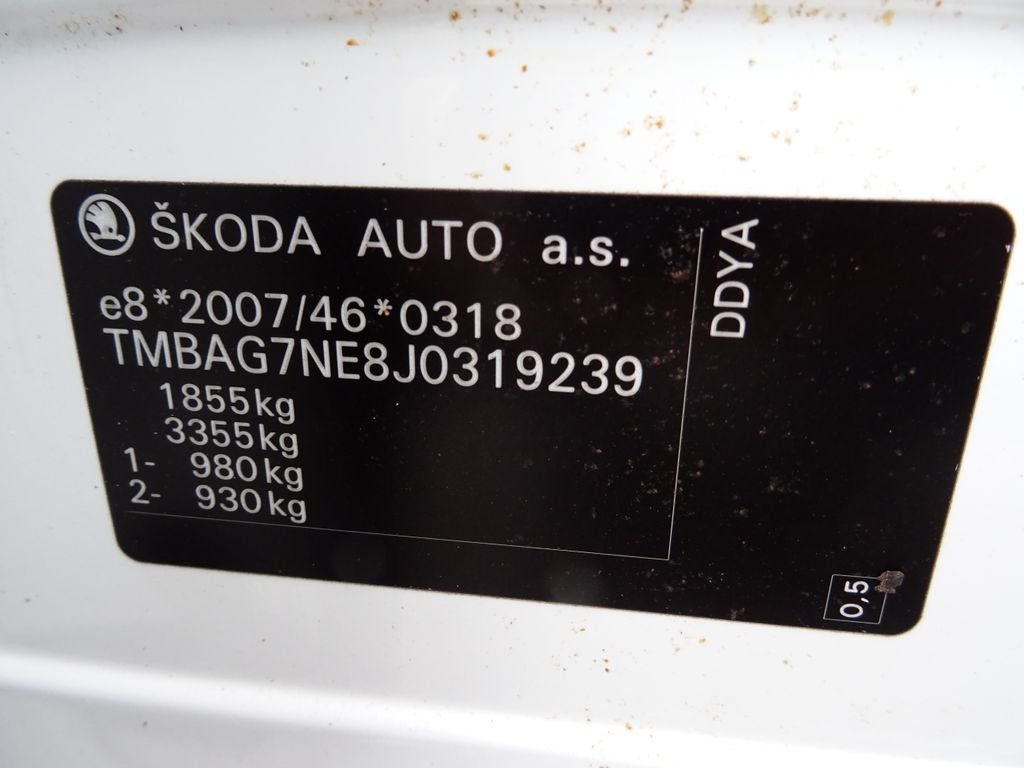 ŠKODA AUTO a.s.
e8*2007/46*0318
TMBAG7NE8J0319239
1855kg
3355kg
1- 980kg
2- 930kg
DDYA
0,5